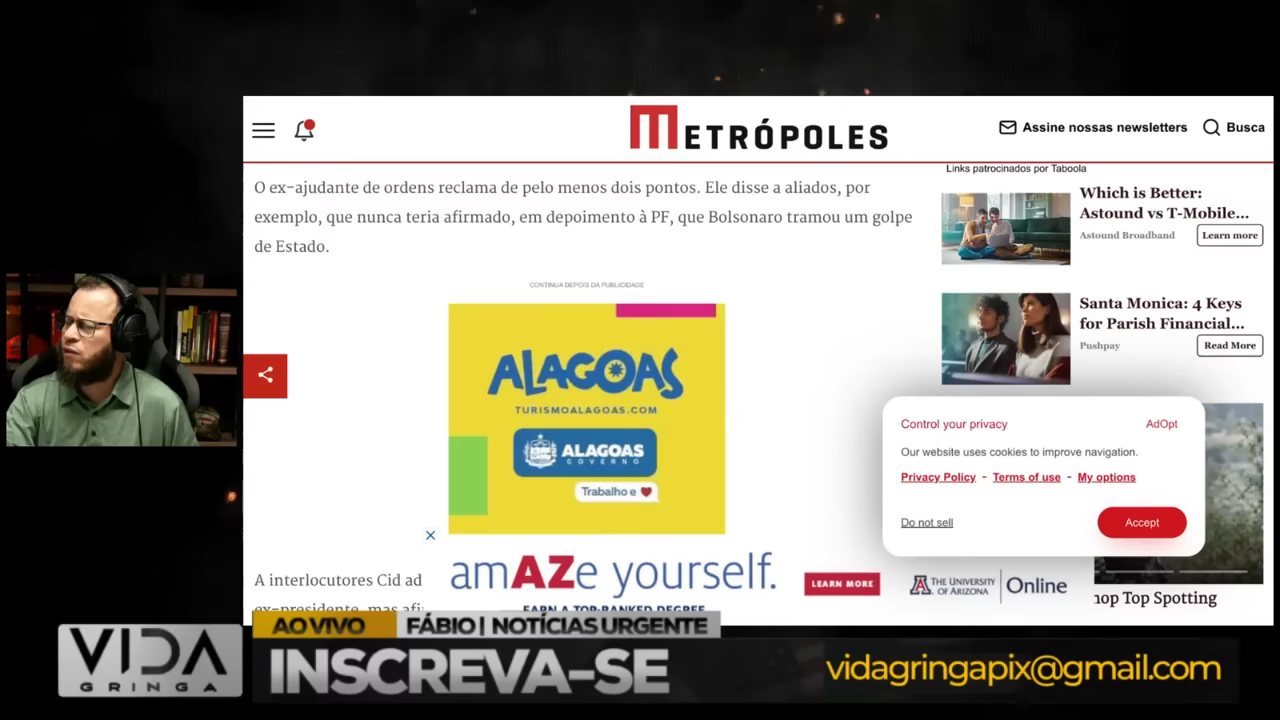 METRÓPOLES
Assine nossas newsletters
Busca
O ex-ajudante de ordens reclama de pelo menos dois pontos. Ele disse a aliados, por
exemplo, que nunca teria afirmado, em depoimento à PF, que Bolsonaro tramou um golpe
de Estado.
CONTINUA DEPOIS DA PUBLICIDADE
ALAGOAS
TURISMOALAGOAS.COM
ALAGOAS
GOVERNO
Trabalho e
A interlocutores Cid ad
ex-presidente, mas afi
Links patrocinados por Taboola
Which is Better:
Astound vs T-Mobile...
Astound Broadband
Learn more
Santa Monica: 4 Keys
for Parish Financial...
Pushpay
Read More
Control your privacy
AdOpt
Our website uses cookies to improve navigation.
Privacy Policy - Terms of use - My options
Do not sell
Accept
hop Top Spotting
amAZe yourself.
EARN A TOP-RANKED DEGREE
LEARN MORE
THE UNIVERSITY
OF ARIZONA
Online
AO VIVO
FÁBIO | NOTÍCIAS URGENTE
VIDA
GRINGA
INSCREVA-SE
vidagringapix@gmail.com